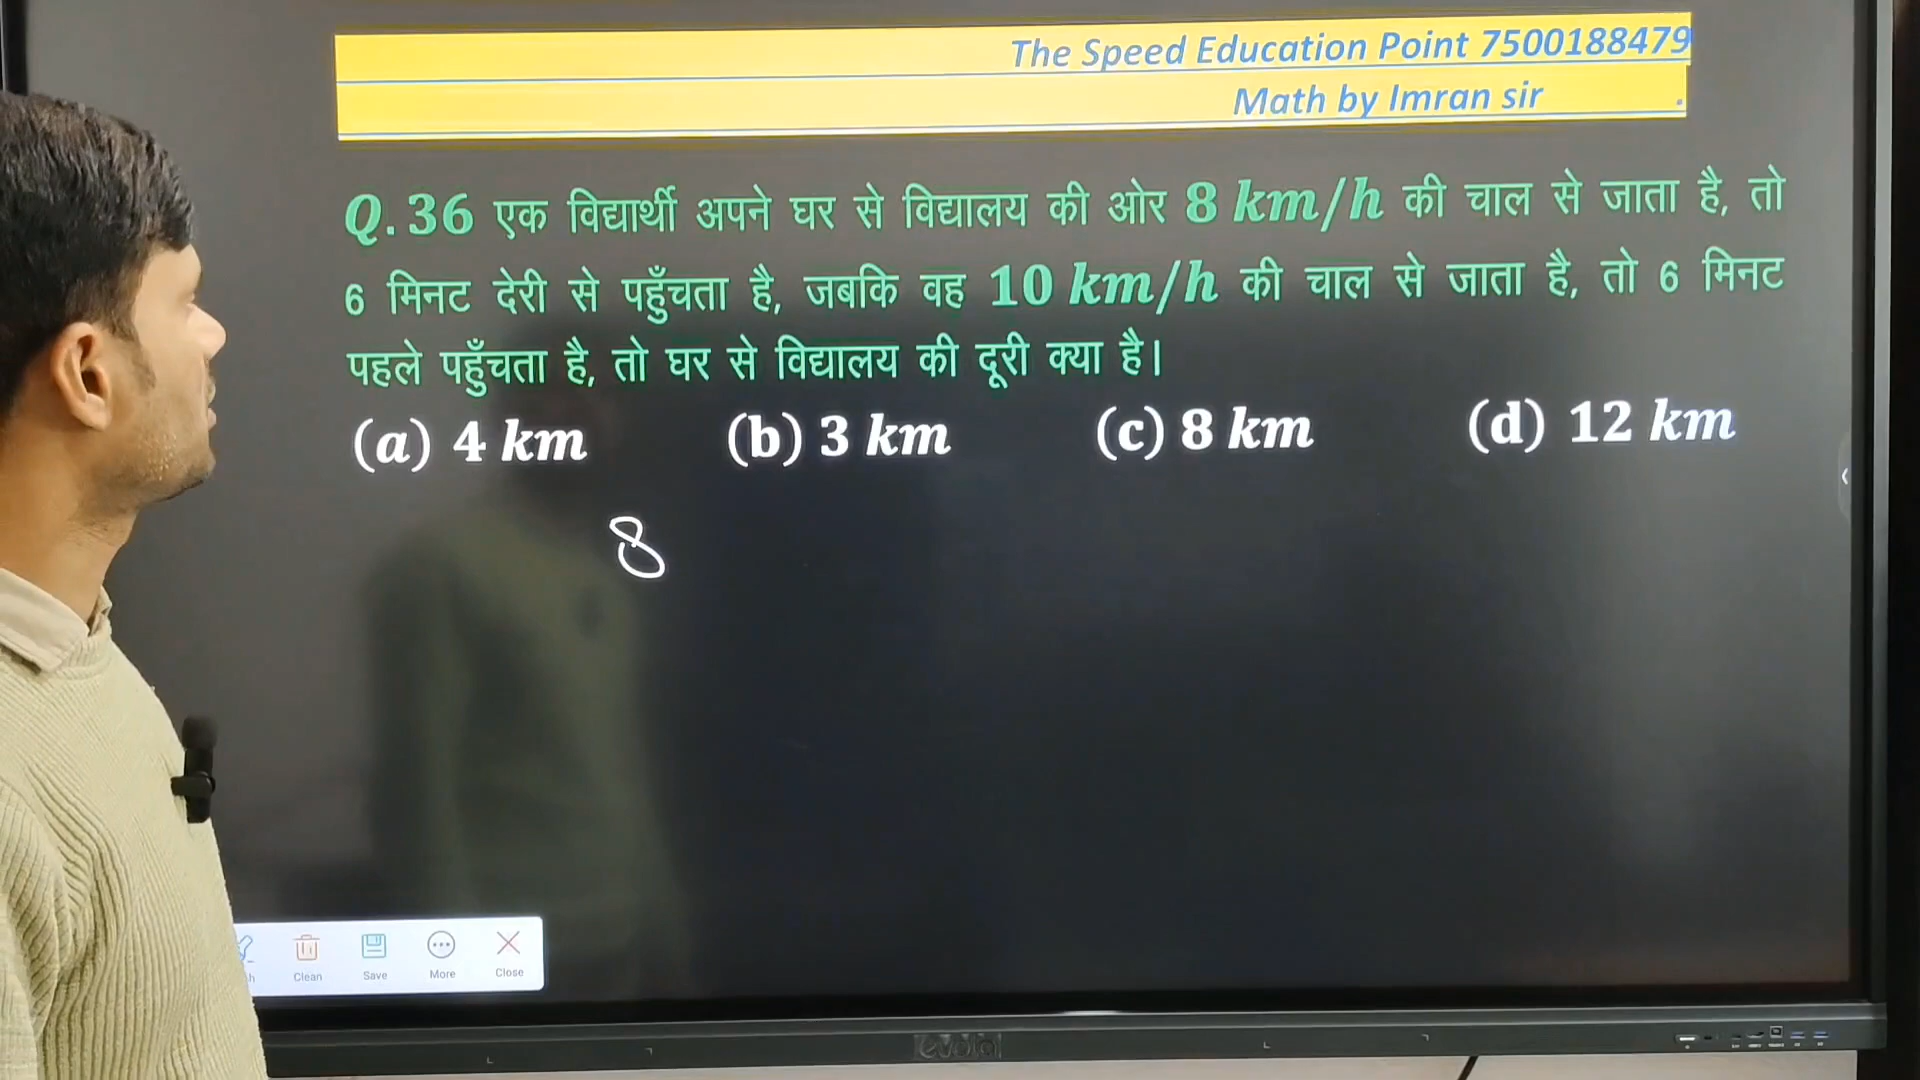 The Speed Education Point 7500188479
Math by Imran sir .
Q.36 एक विद्यार्थी अपने घर से विद्यालय की ओर 8 km/h की चाल से जाता है, तो
6 मिनट देरी से पहुँचता है, जबकि वह 10 km/h की चाल से जाता है, तो 6 मिनट
पहले पहुँचता है, तो घर से विद्यालय की दूरी क्या है।
(a) 4 km (b) 3 km (c) 8 km (d) 12 km
8
Clean Save More Close
evota